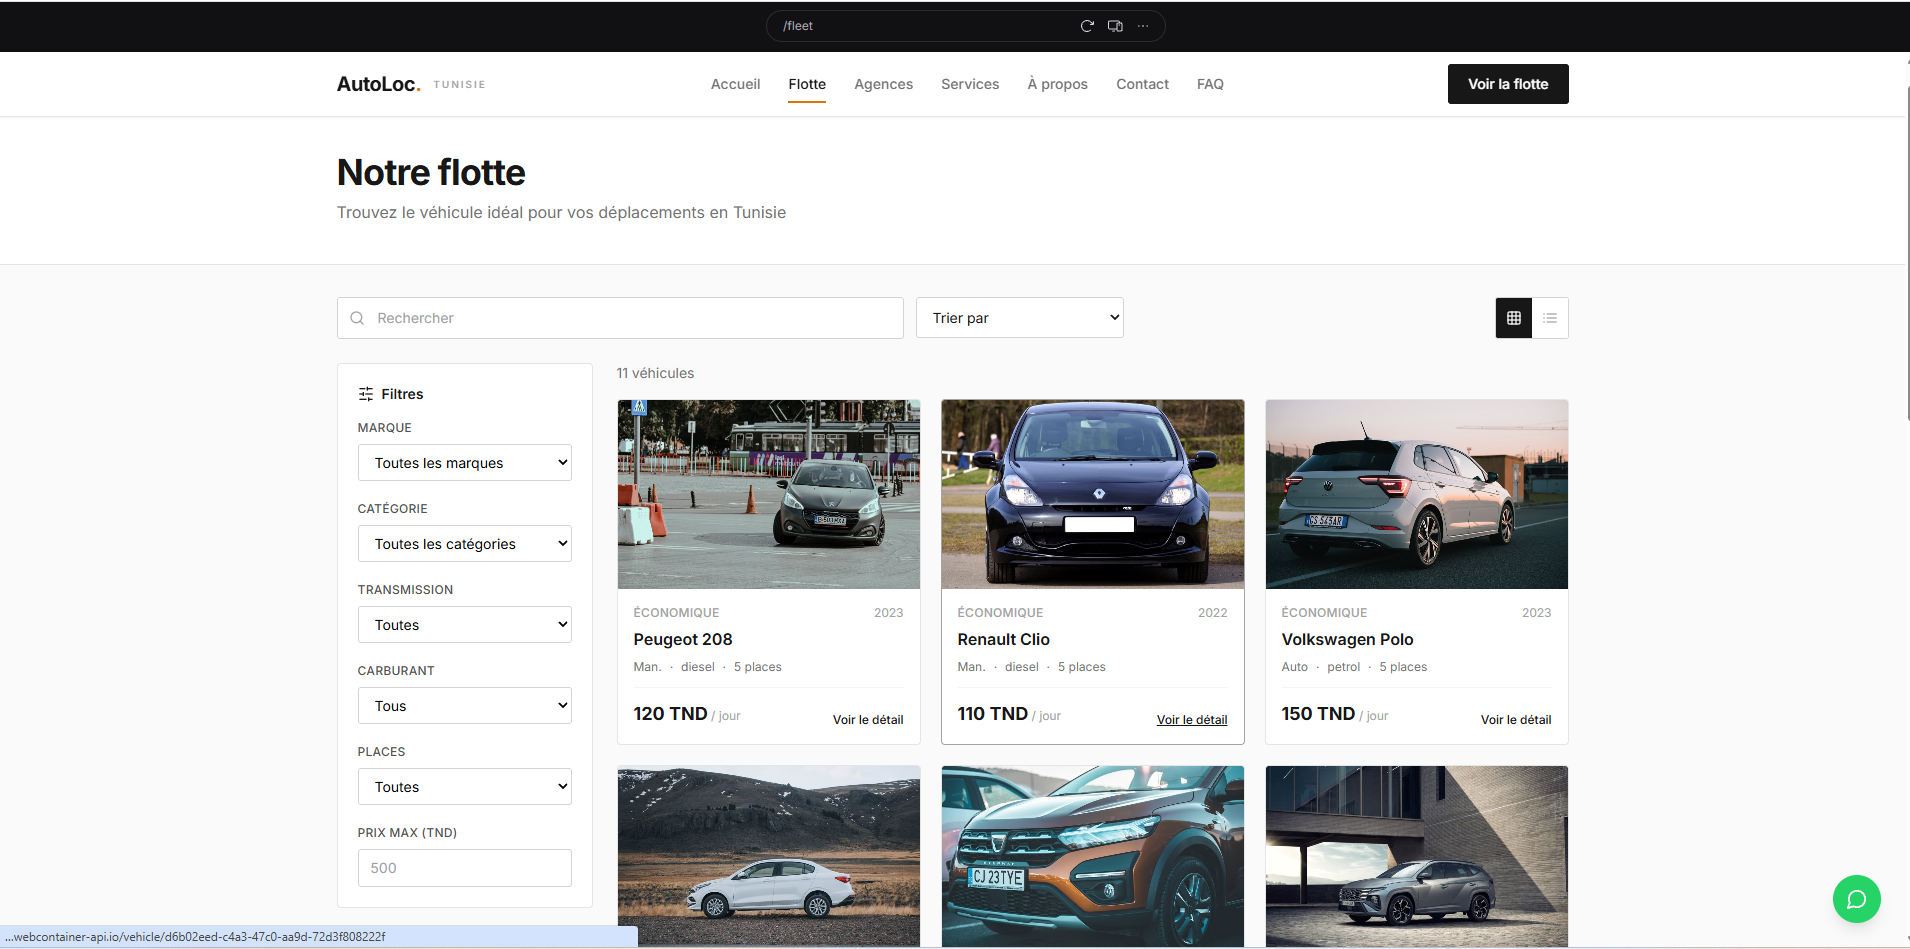 /fleet
AutoLoc. TUNISIE
Accueil Flotte Agences Services À propos Contact FAQ
Voir la flotte
Notre flotte
Trouvez le véhicule idéal pour vos déplacements en Tunisie
Rechercher
Trier par
Filtres
MARQUE
Toutes les marques
CATÉGORIE
Toutes les catégories
TRANSMISSION
Toutes
CARBURANT
Tous
PLACES
Toutes
PRIX MAX (TND)
500
11 véhicules
ÉCONOMIQUE 2023
Peugeot 208
Man. · diesel · 5 places
120 TND / jour Voir le détail
ÉCONOMIQUE 2022
Renault Clio
Man. · diesel · 5 places
110 TND / jour Voir le détail
ÉCONOMIQUE 2023
Volkswagen Polo
Auto · petrol · 5 places
150 TND / jour Voir le détail
CJ 23TYE
...webcontainer-api.io/vehicle/d6b02eed-c4a3-47c0-aa9d-72d3f808222f